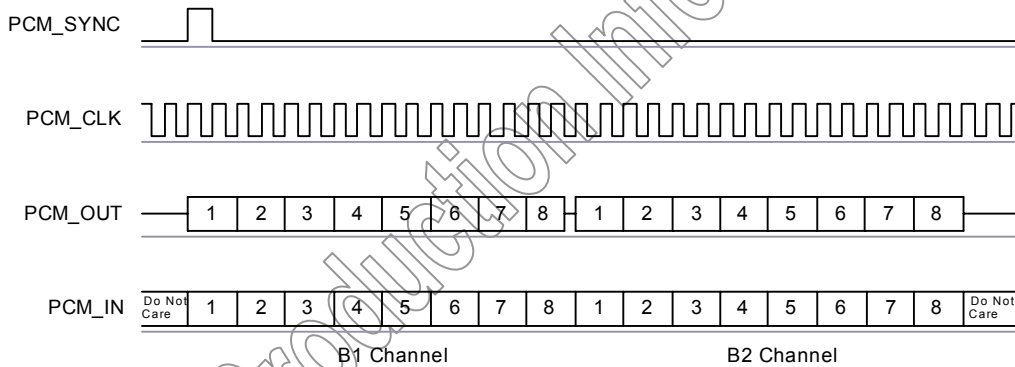 PCM_SYNC
PCM_CLK
PCM_OUT 1 2 3 4 5 6 7 8 1 2 3 4 5 6 7 8
PCM_IN Do Not Care 1 2 3 4 5 6 7 8 1 2 3 4 5 6 7 8 Do Not Care
B1 Channel B2 Channel
Production